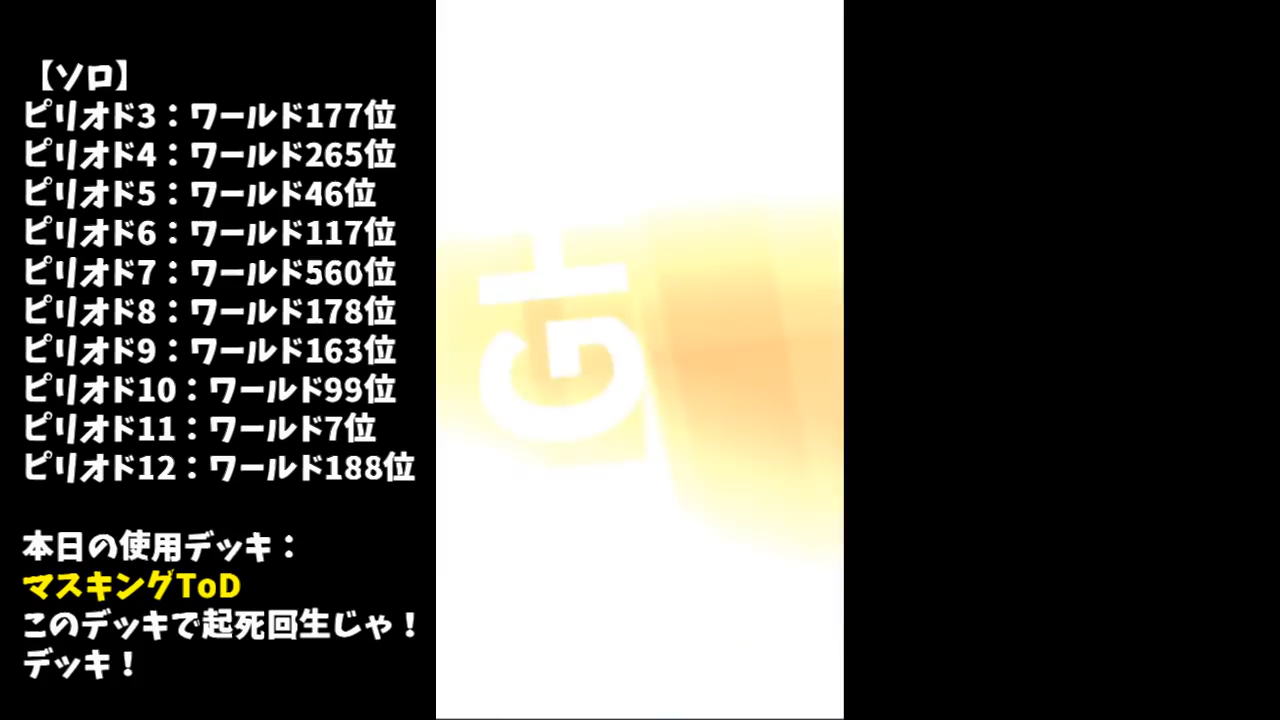 【ソロ】
ピリオド3：ワールド177位
ピリオド4：ワールド265位
ピリオド5：ワールド46位
ピリオド6：ワールド117位
ピリオド7：ワールド560位
ピリオド8：ワールド178位
ピリオド9：ワールド163位
ピリオド10：ワールド99位
ピリオド11：ワールド7位
ピリオド12：ワールド188位
本日の使用デッキ：
マスキングToD
このデッキで起死回生じゃ！
デッキ！